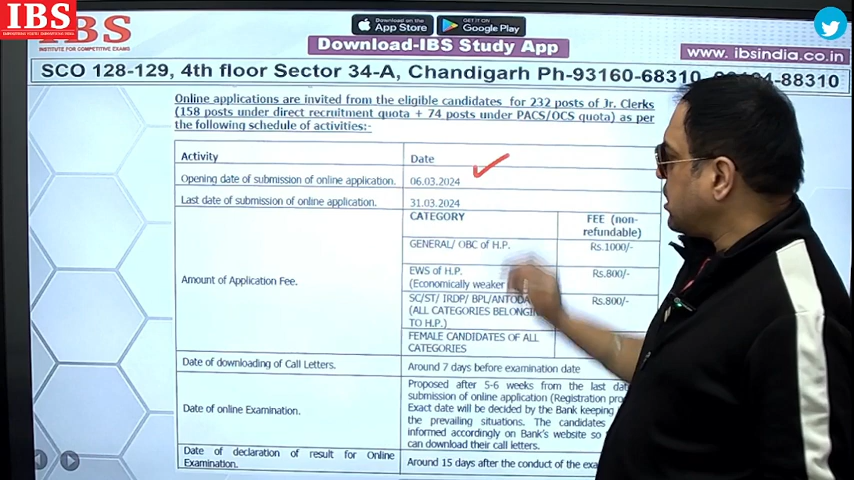 IBS
IBS
INSTITUTE FOR COMPETITIVE EXAMS
Download on the
App Store
GET IT ON
Google Play
Download-IBS Study App
www. ibsindia.co.in
SCO 128-129, 4th floor Sector 34-A, Chandigarh Ph-93160-68310, 88310
Online applications are invited from the eligible candidates for 232 posts of Jr. Clerks
(158 posts under direct recruitment quota + 74 posts under PACS/OCS quota) as per
the following schedule of activities:-
Activity Date
Opening date of submission of online application. 06.03.2024
Last date of submission of online application. 31.03.2024
Amount of Application Fee.
CATEGORY FEE (non-
refundable)
GENERAL/ OBC of H.P. Rs.1000/-
EWS of H.P. Rs.800/-
(Economically weaker
SC/ST/ IRDP/ BPL/ANTODA Rs.800/-
(ALL CATEGORIES BELONGIN
TO H.P.)
FEMALE CANDIDATES OF ALL
CATEGORIES
Date of downloading of Call Letters. Around 7 days before examination date
Date of online Examination.
Proposed after 5-6 weeks from the last dat
submission of online application (Registration pro
Exact date will be decided by the Bank keeping
the prevailing situations. The candidates
informed accordingly on Bank's website so
can download their call letters.
Date of declaration of result for Online
Examination. Around 15 days after the conduct of the exa